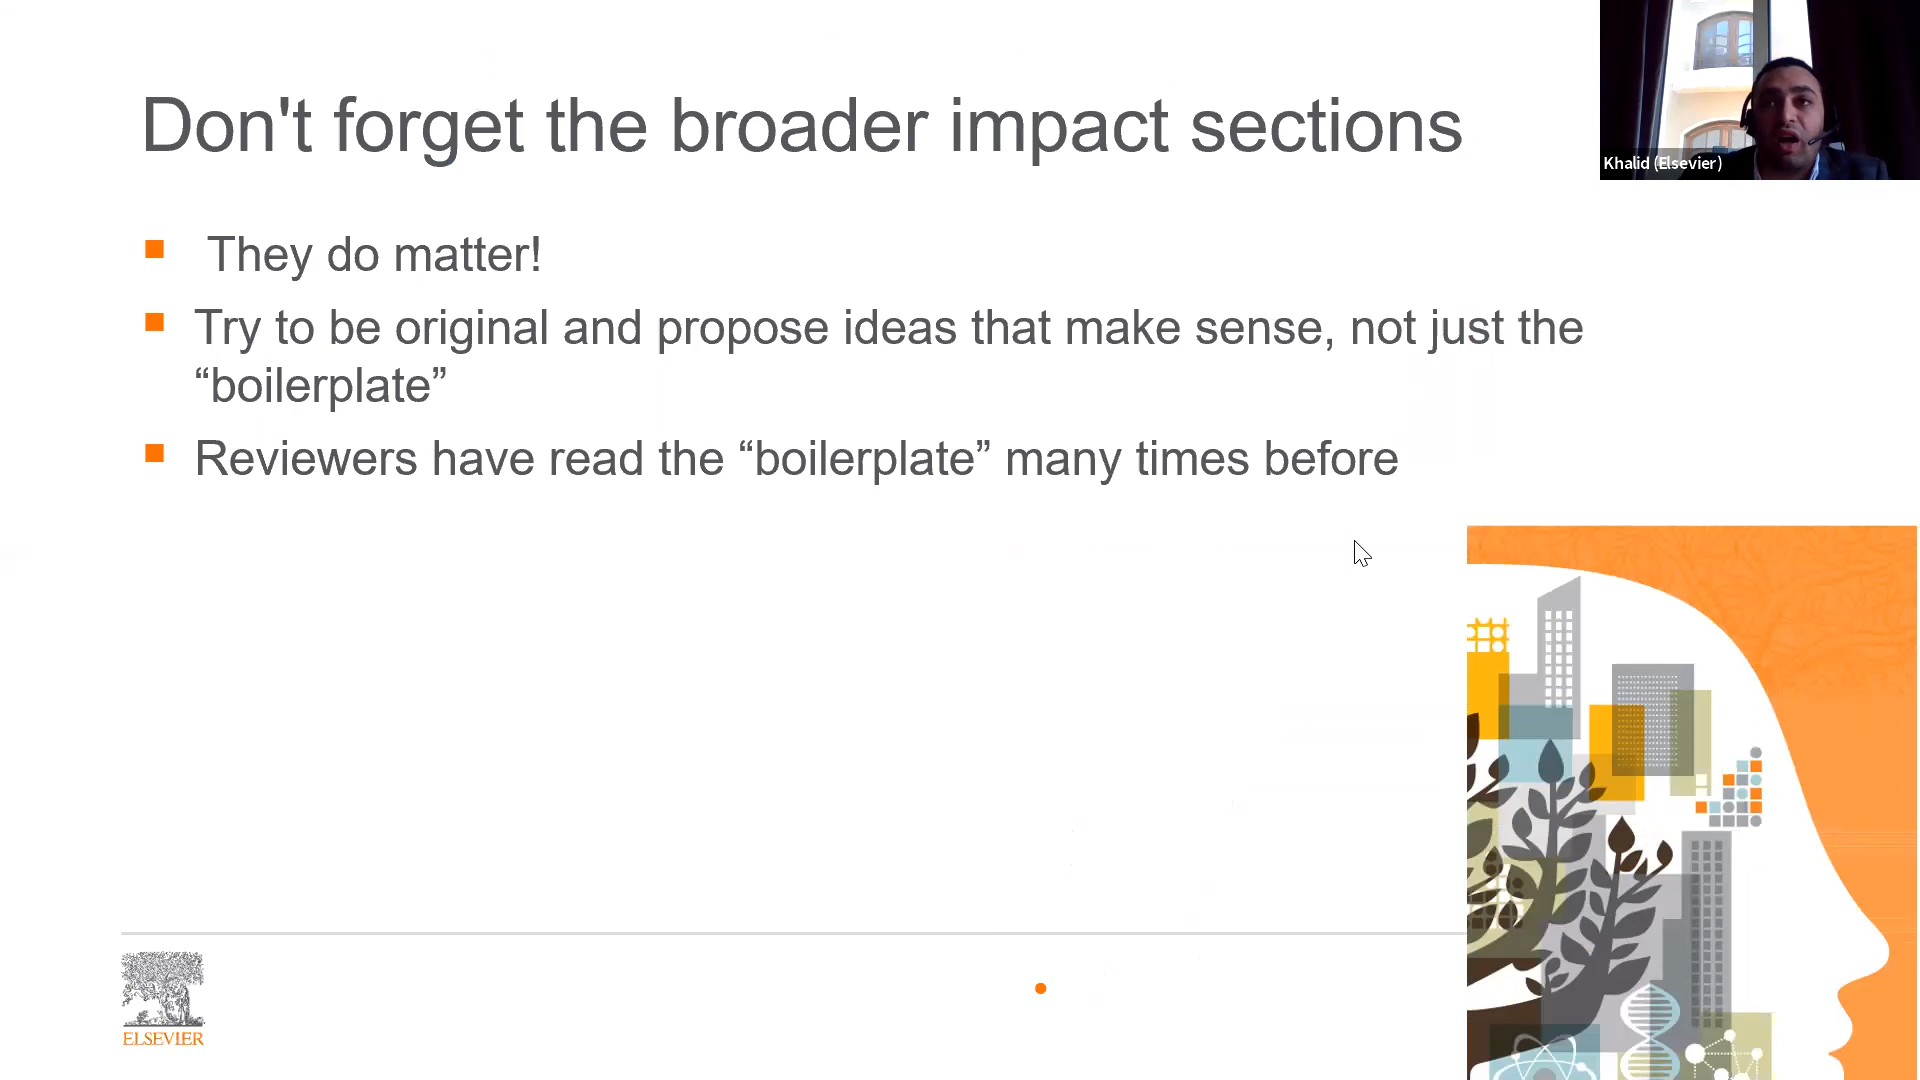 Don't forget the broader impact sections
Khalid (Elsevier)
They do matter!
Try to be original and propose ideas that make sense, not just the
“boilerplate”
Reviewers have read the “boilerplate” many times before
ELSEVIER